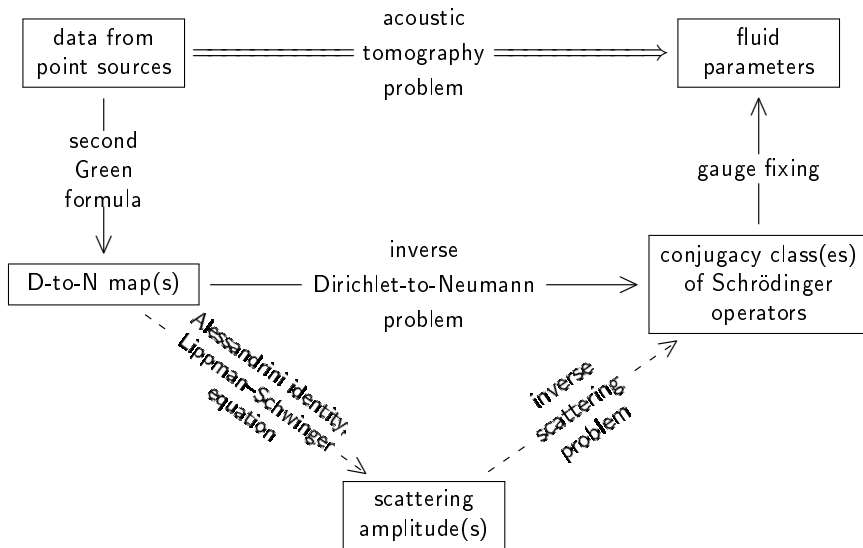 data from
point sources
acoustic
tomography
problem
fluid
parameters
second
Green
formula
gauge fixing
D-to-N map(s)
inverse
Dirichlet-to-Neumann
problem
conjugacy class(es)
of Schrödinger
operators
Alessandrini identity,
Lippman–Schwinger
equation
inverse
scattering
problem
scattering
amplitude(s)